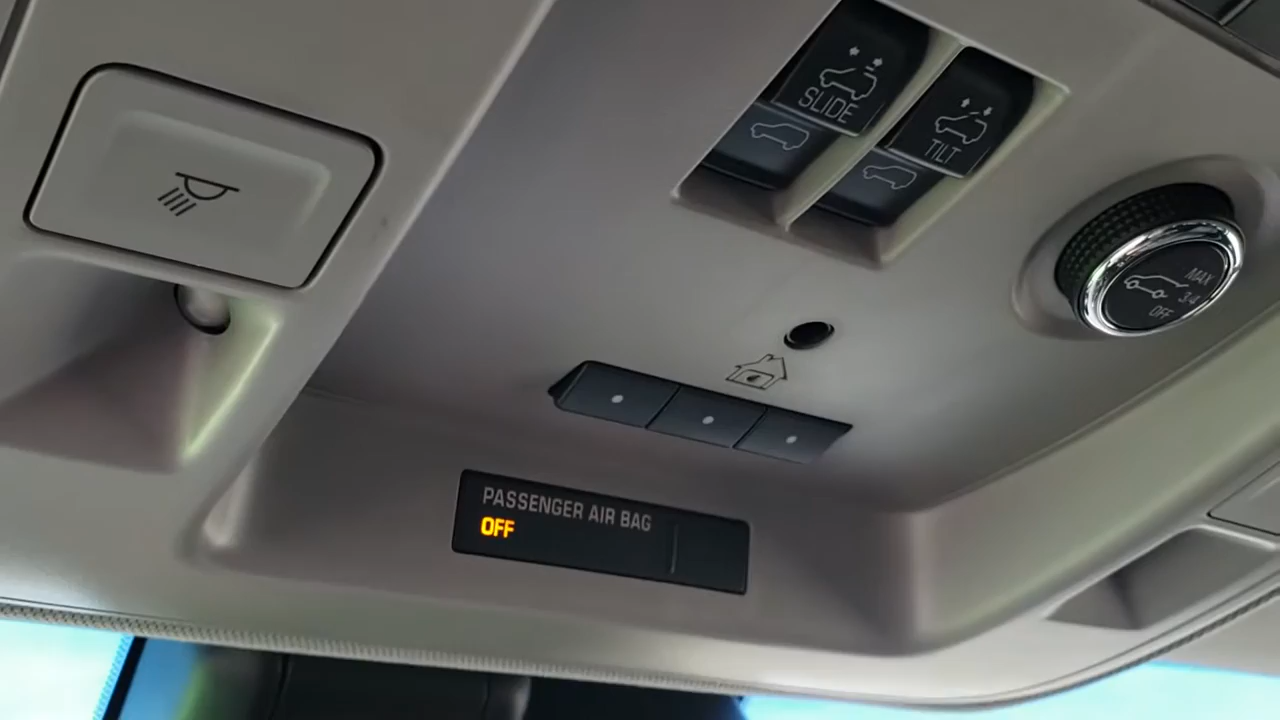 SLIDE
TILT
MAX
3/4
OFF
PASSENGER AIR BAG
OFF